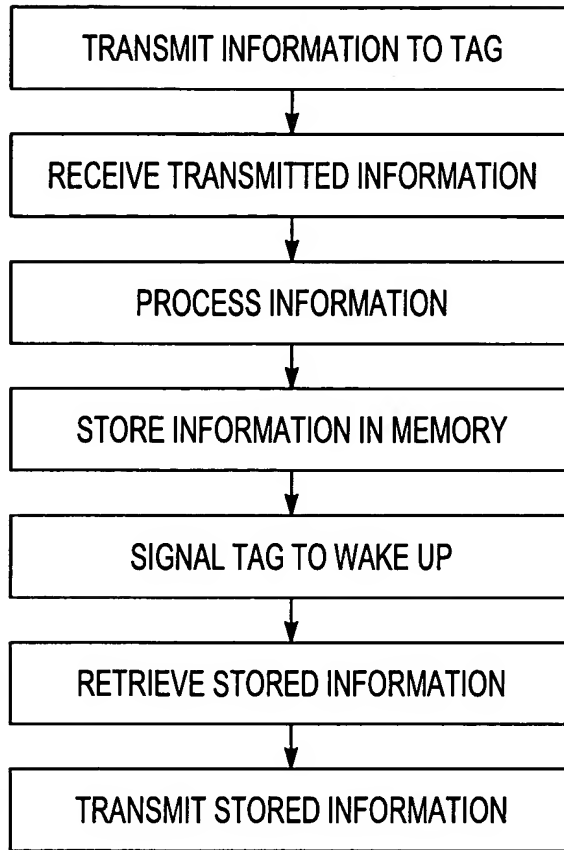 TRANSMIT INFORMATION TO TAG
RECEIVE TRANSMITTED INFORMATION
PROCESS INFORMATION
STORE INFORMATION IN MEMORY
SIGNAL TAG TO WAKE UP
RETRIEVE STORED INFORMATION
TRANSMIT STORED INFORMATION